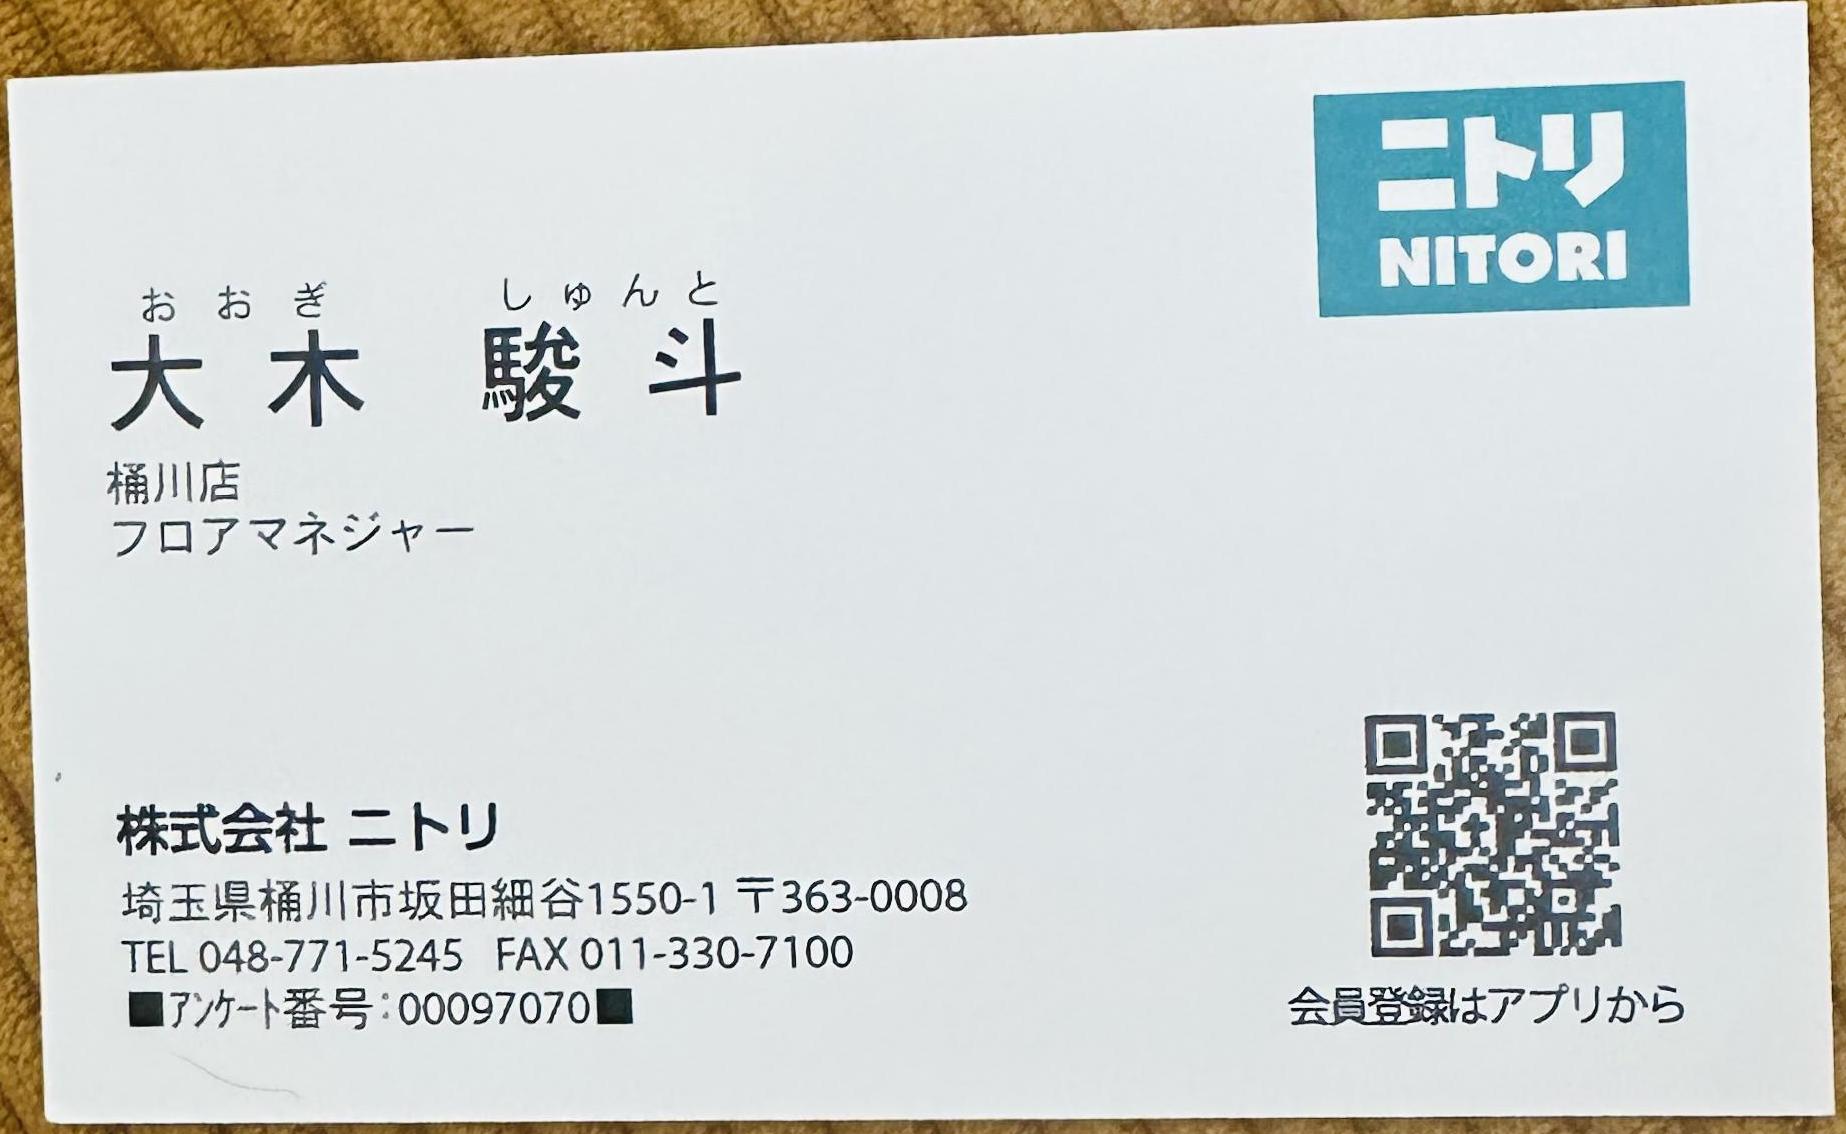 ニトリ
NITORI
おおぎ しゅんと
大木 駿斗
桶川店
フロアマネジャー
株式会社 ニトリ
埼玉県桶川市坂田細谷1550-1 〒363-0008
TEL 048-771-5245 FAX 011-330-7100
■ｱﾝｹｰﾄ番号:00097070■
会員登録はアプリから